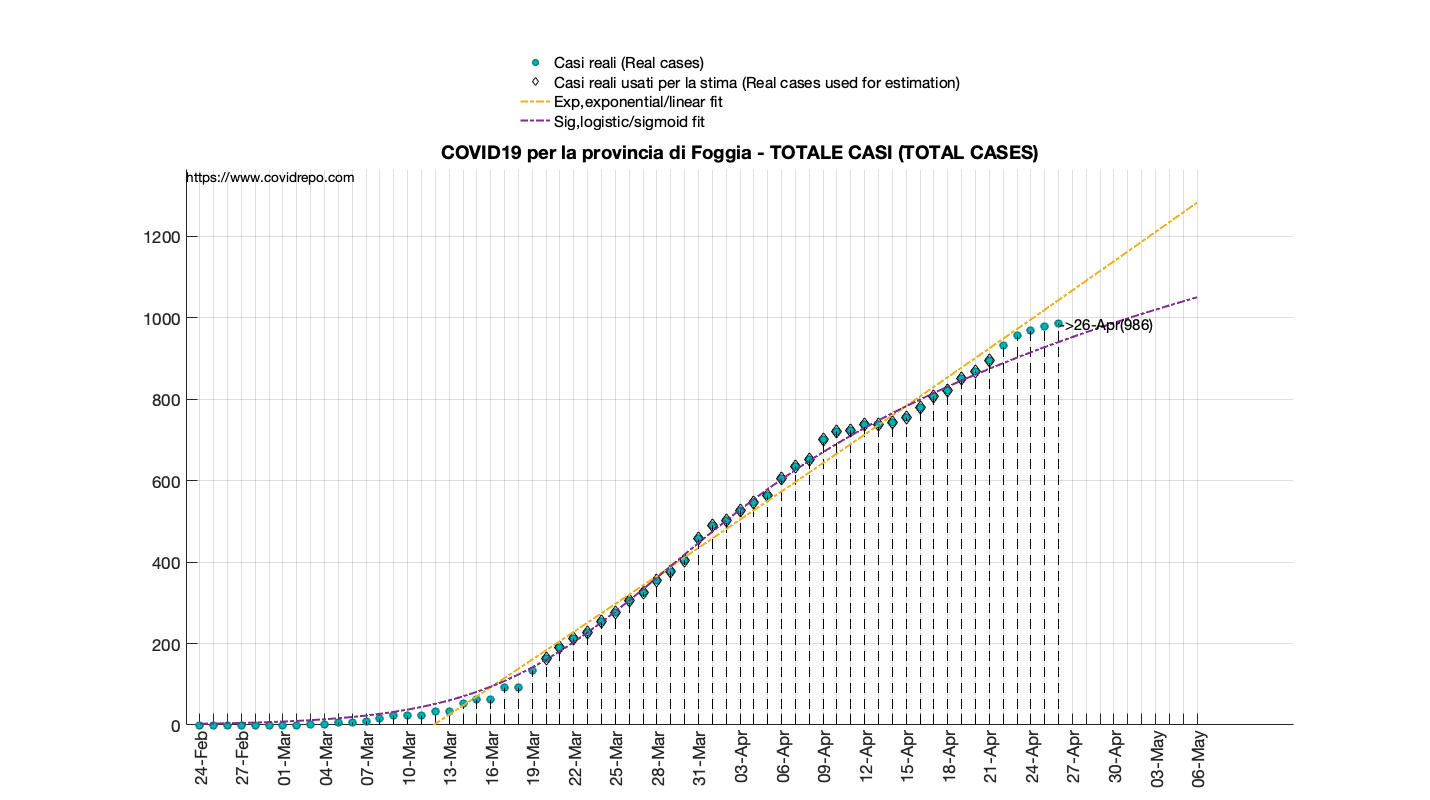 Casi reali (Real cases)
Casi reali usati per la stima (Real cases used for estimation)
Exp,exponential/linear fit
Sig,logistic/sigmoid fit
COVID19 per la provincia di Foggia - TOTALE CASI (TOTAL CASES)
https://www.covidrepo.com
1200
1000
800
600
400
200
0
->26-Apr(986)
24-Feb
27-Feb
01-Mar
04-Mar
07-Mar
10-Mar
13-Mar
16-Mar
19-Mar
22-Mar
25-Mar
28-Mar
31-Mar
03-Apr
06-Apr
09-Apr
12-Apr
15-Apr
18-Apr
21-Apr
24-Apr
27-Apr
30-Apr
03-May
06-May